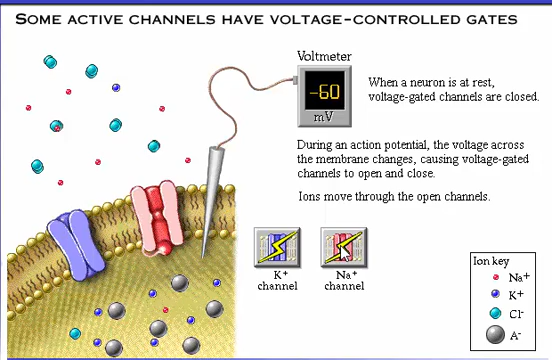 SOME ACTIVE CHANNELS HAVE VOLTAGE-CONTROLLED GATES
Voltmeter
-60
mV
When a neuron is at rest,
voltage-gated channels are closed.
During an action potential, the voltage across
the membrane changes, causing voltage-gated
channels to open and close.
Ions move through the open channels.
K+
channel
Na+
channel
Ion key
Na+
K+
Cl-
A-